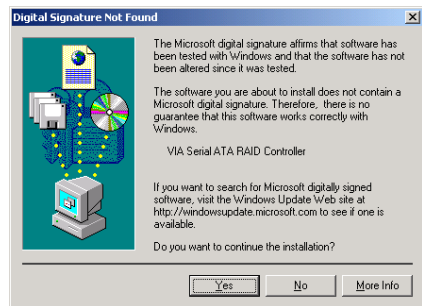 Digital Signature Not Found
The Microsoft digital signature affirms that software has
been tested with Windows and that the software has not
been altered since it was tested.
The software you are about to install does not contain a
Microsoft digital signature. Therefore, there is no
guarantee that this software works correctly with
Windows.
VIA Serial ATA RAID Controller
If you want to search for Microsoft digitally signed
software, visit the Windows Update Web site at
http://windowsupdate.microsoft.com to see if one is
available.
Do you want to continue the installation?
Yes No More Info